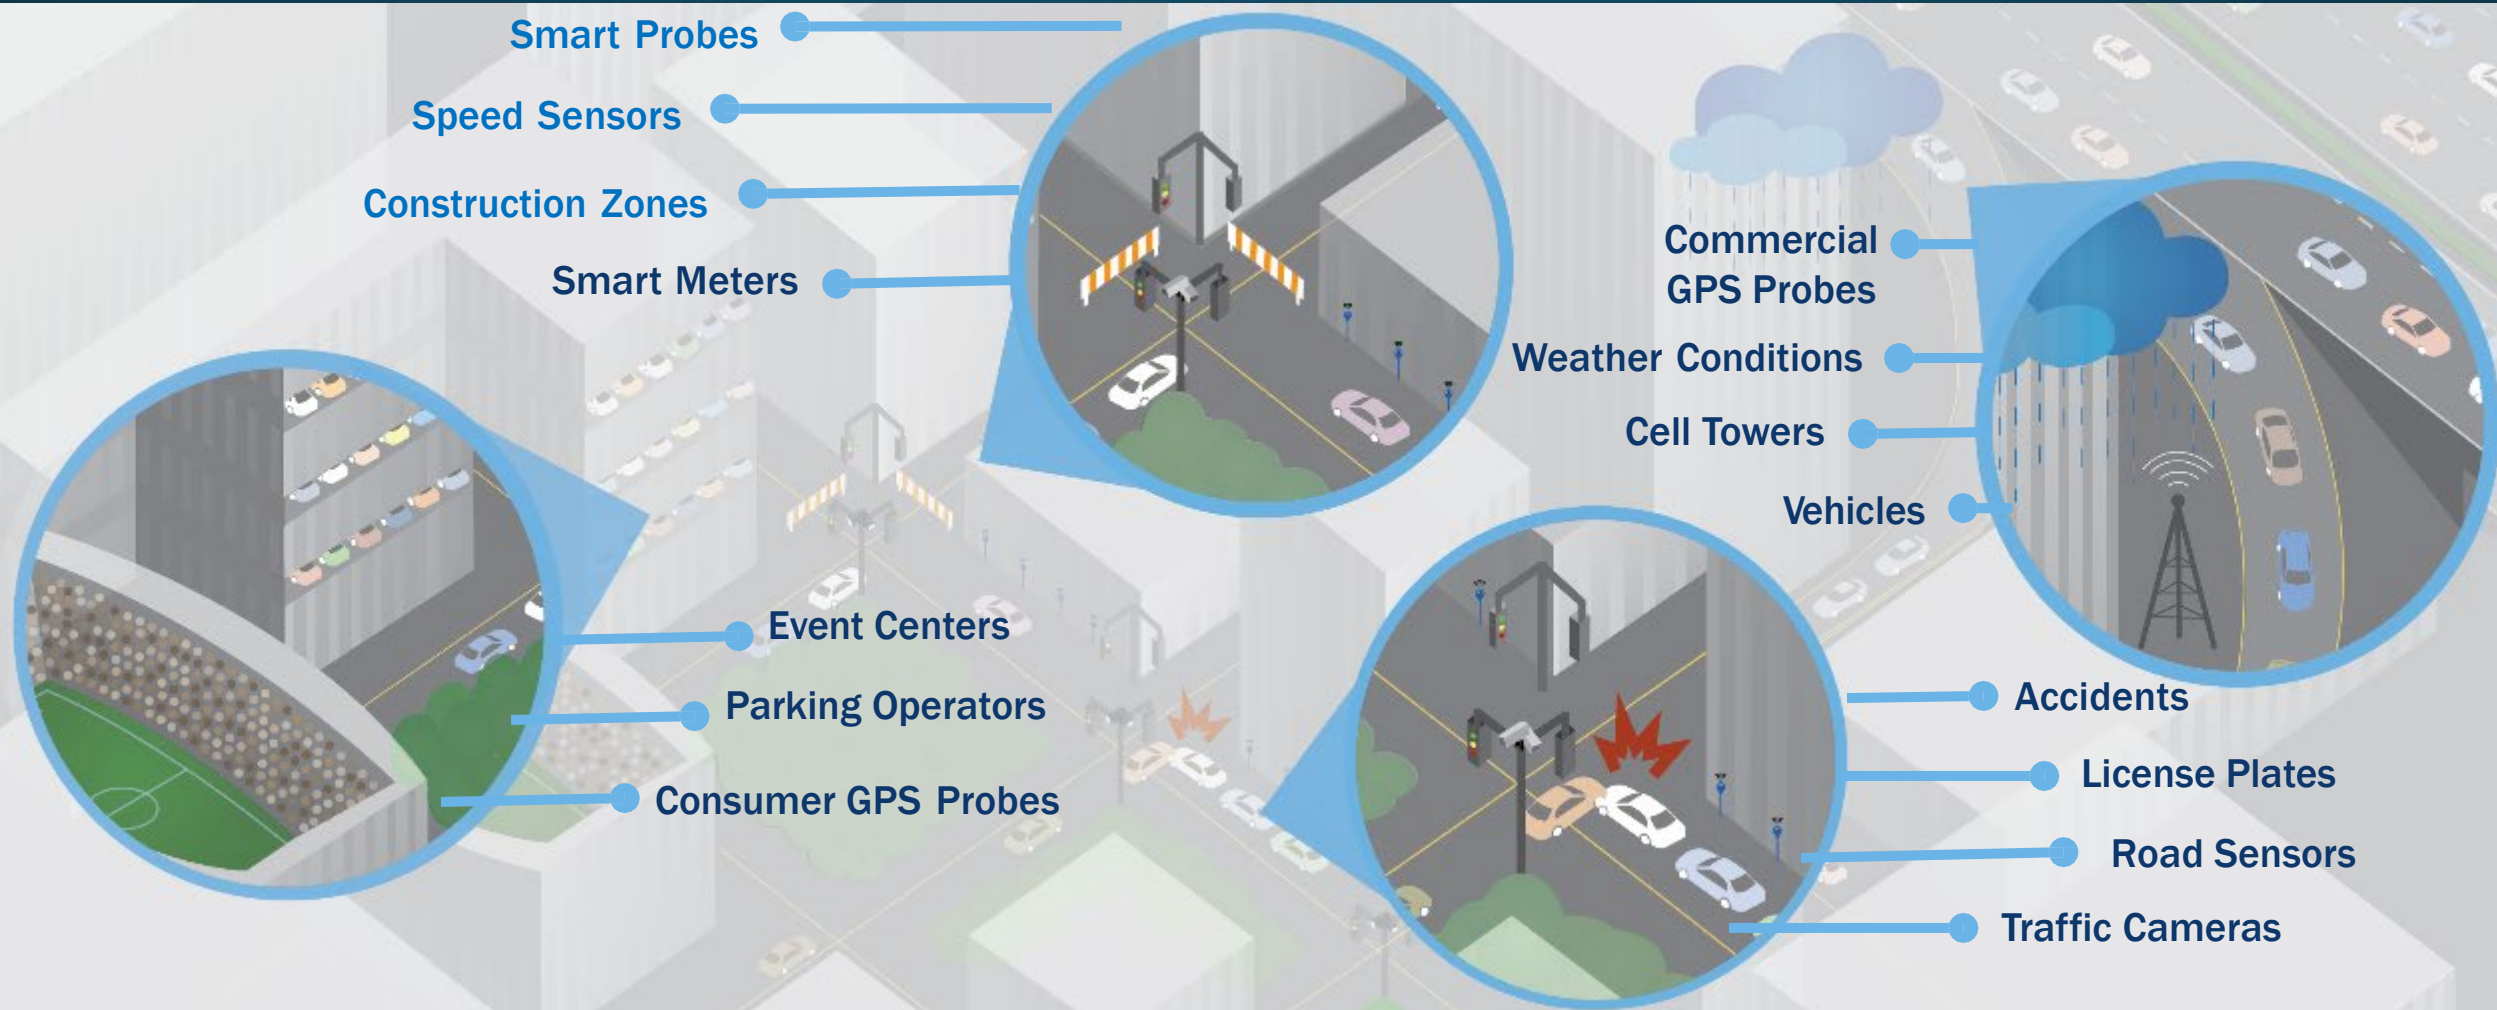 Smart Probes
Speed Sensors
Construction Zones
Smart Meters
Commercial
GPS Probes
Weather Conditions
Cell Towers
Vehicles
Event Centers
Parking Operators
Consumer GPS Probes
Accidents
License Plates
Road Sensors
Traffic Cameras